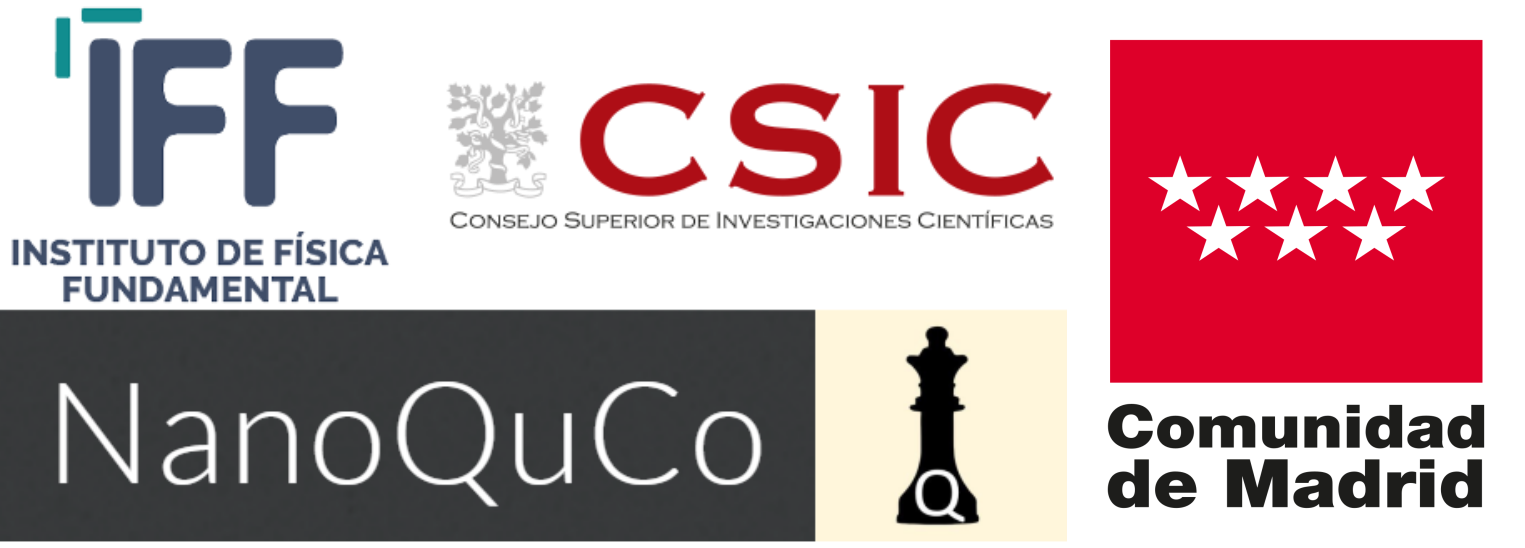 IFF
INSTITUTO DE FÍSICA
FUNDAMENTAL
CSIC
CONSEJO SUPERIOR DE INVESTIGACIONES CIENTÍFICAS
NanoQuCo
Q
Comunidad
de Madrid